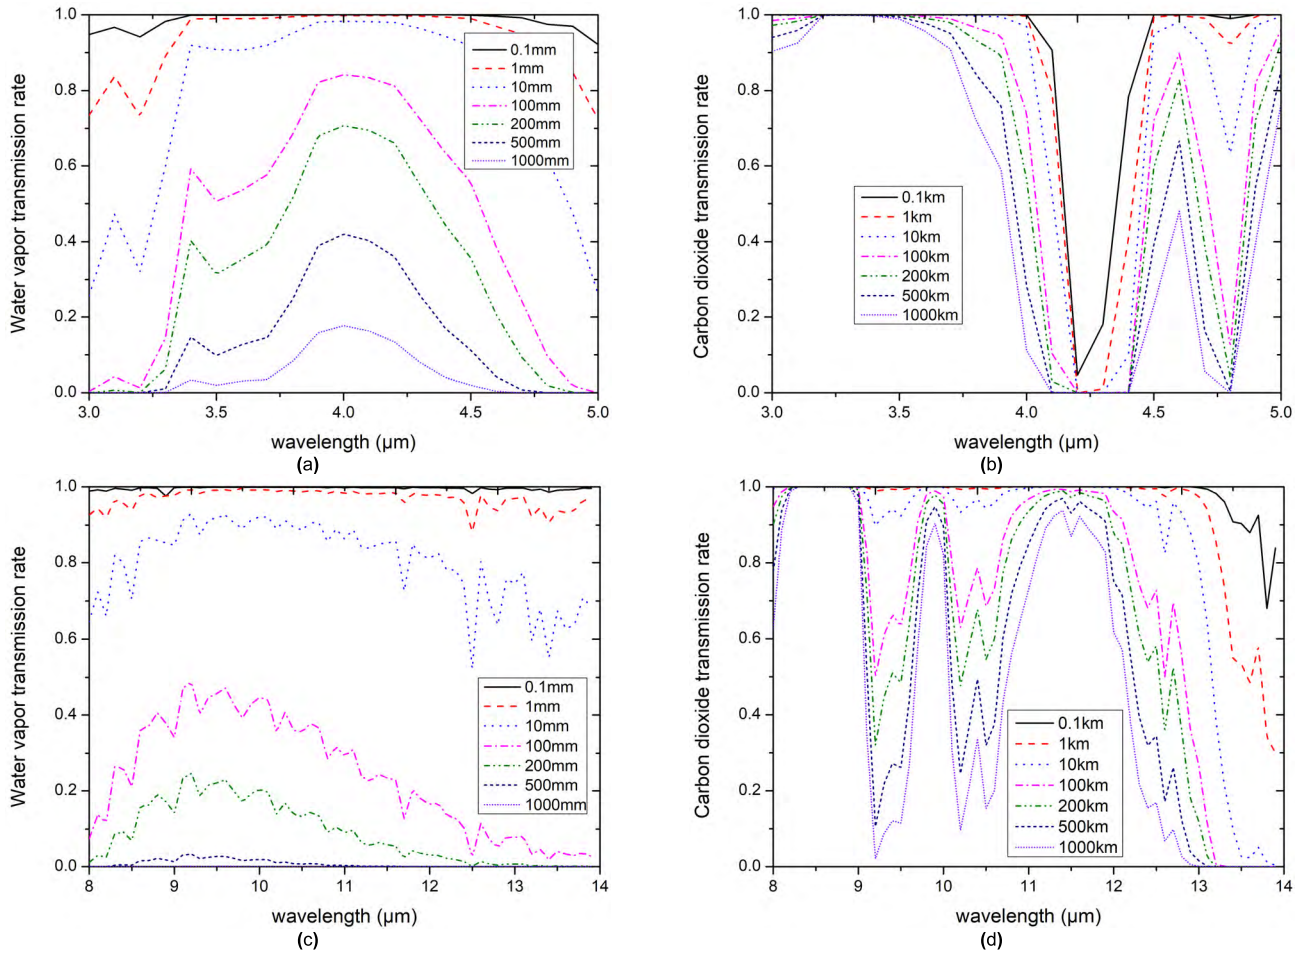 Water vapor transmission rate
1.0
0.8
0.6
0.4
0.2
0.0
3.0
3.5
4.0
4.5
5.0
wavelength (μm)
0.1mm
1mm
10mm
100mm
200mm
500mm
1000mm
(a)
Carbon dioxide transmission rate
1.0
0.8
0.6
0.4
0.2
0.0
3.0
3.5
4.0
4.5
5.0
wavelength (μm)
0.1km
1km
10km
100km
200km
500km
1000km
(b)
Water vapor transmission rate
1.0
0.8
0.6
0.4
0.2
0.0
8
9
10
11
12
13
14
wavelength (μm)
0.1mm
1mm
10mm
100mm
200mm
500mm
1000mm
(c)
Carbon dioxide transmission rate
1.0
0.8
0.6
0.4
0.2
0.0
8
9
10
11
12
13
14
wavelength (μm)
0.1km
1km
10km
100km
200km
500km
1000km
(d)